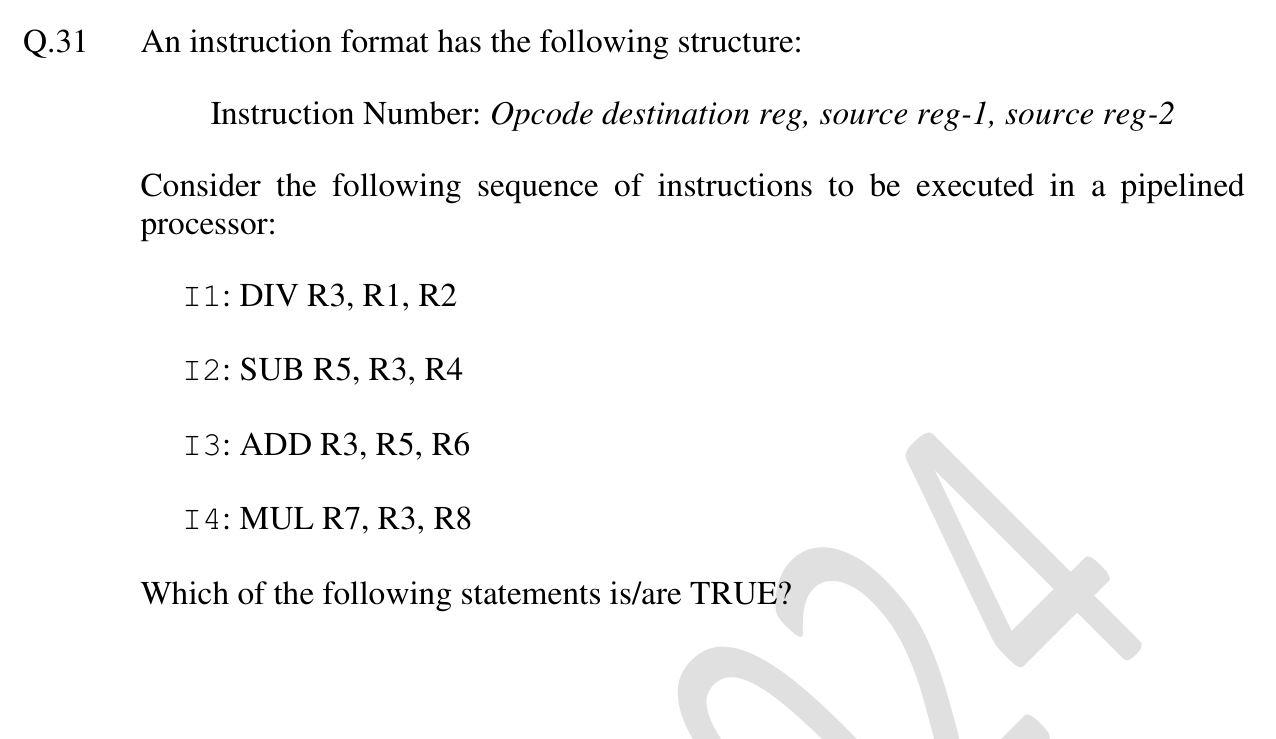 Q.31 An instruction format has the following structure:
Instruction Number: Opcode destination reg, source reg-1, source reg-2
Consider the following sequence of instructions to be executed in a pipelined
processor:
I1: DIV R3, R1, R2
I2: SUB R5, R3, R4
I3: ADD R3, R5, R6
I4: MUL R7, R3, R8
Which of the following statements is/are TRUE?
024